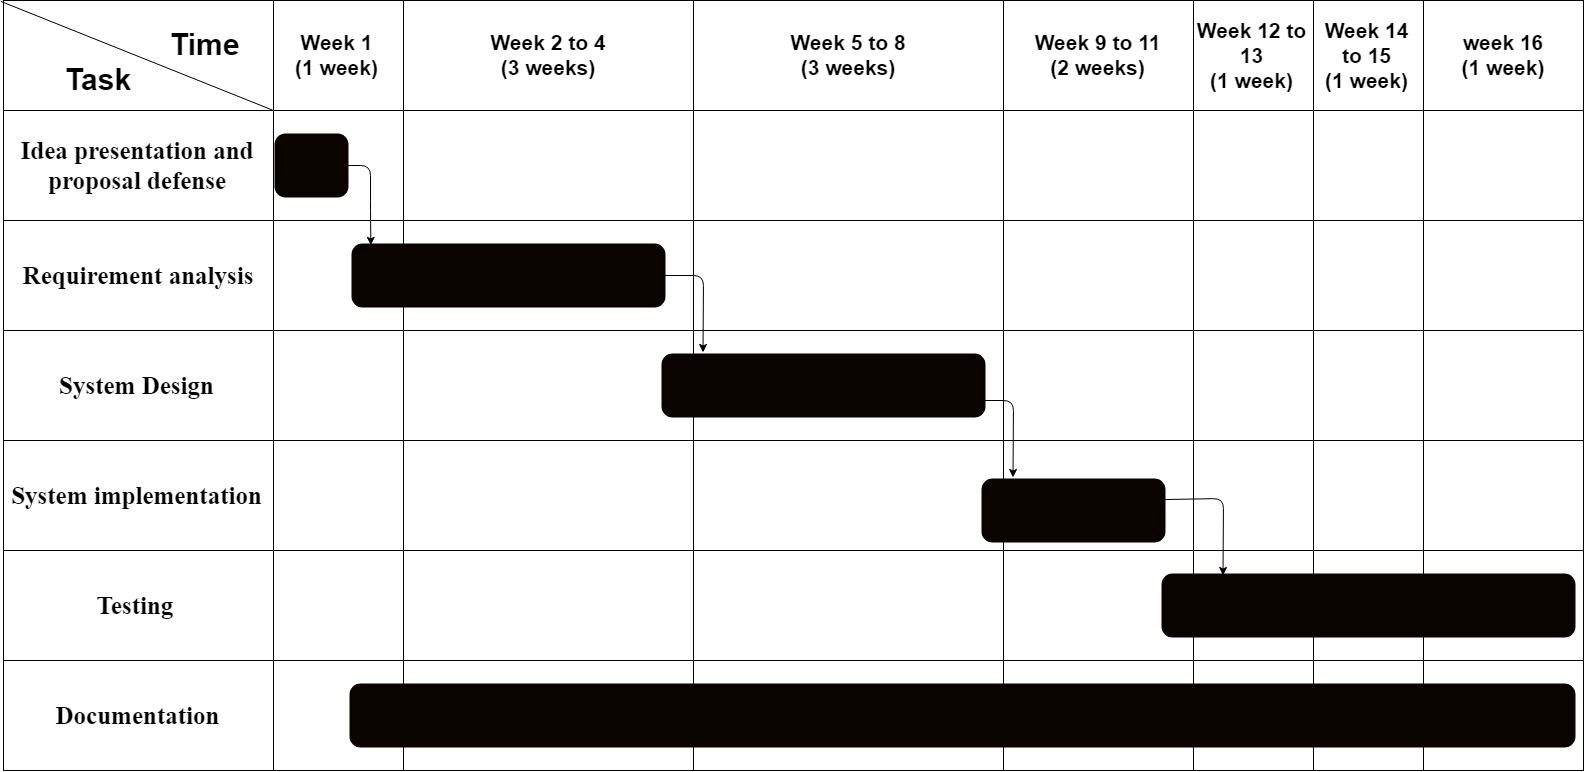 Time
Task
Week 1
(1 week)
Week 2 to 4
(3 weeks)
Week 5 to 8
(3 weeks)
Week 9 to 11
(2 weeks)
Week 12 to
13
(1 week)
Week 14
to 15
(1 week)
week 16
(1 week)
Idea presentation and
proposal defense
Requirement analysis
System Design
System implementation
Testing
Documentation